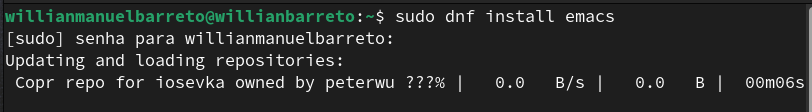 willianmanuelbarreto@willianbarreto:~$ sudo dnf install emacs
[sudo] senha para willianmanuelbarreto:
Updating and loading repositories:
 Copr repo for iosevka owned by peterwu ???% |   0.0   B/s |   0.0   B |  00m06s